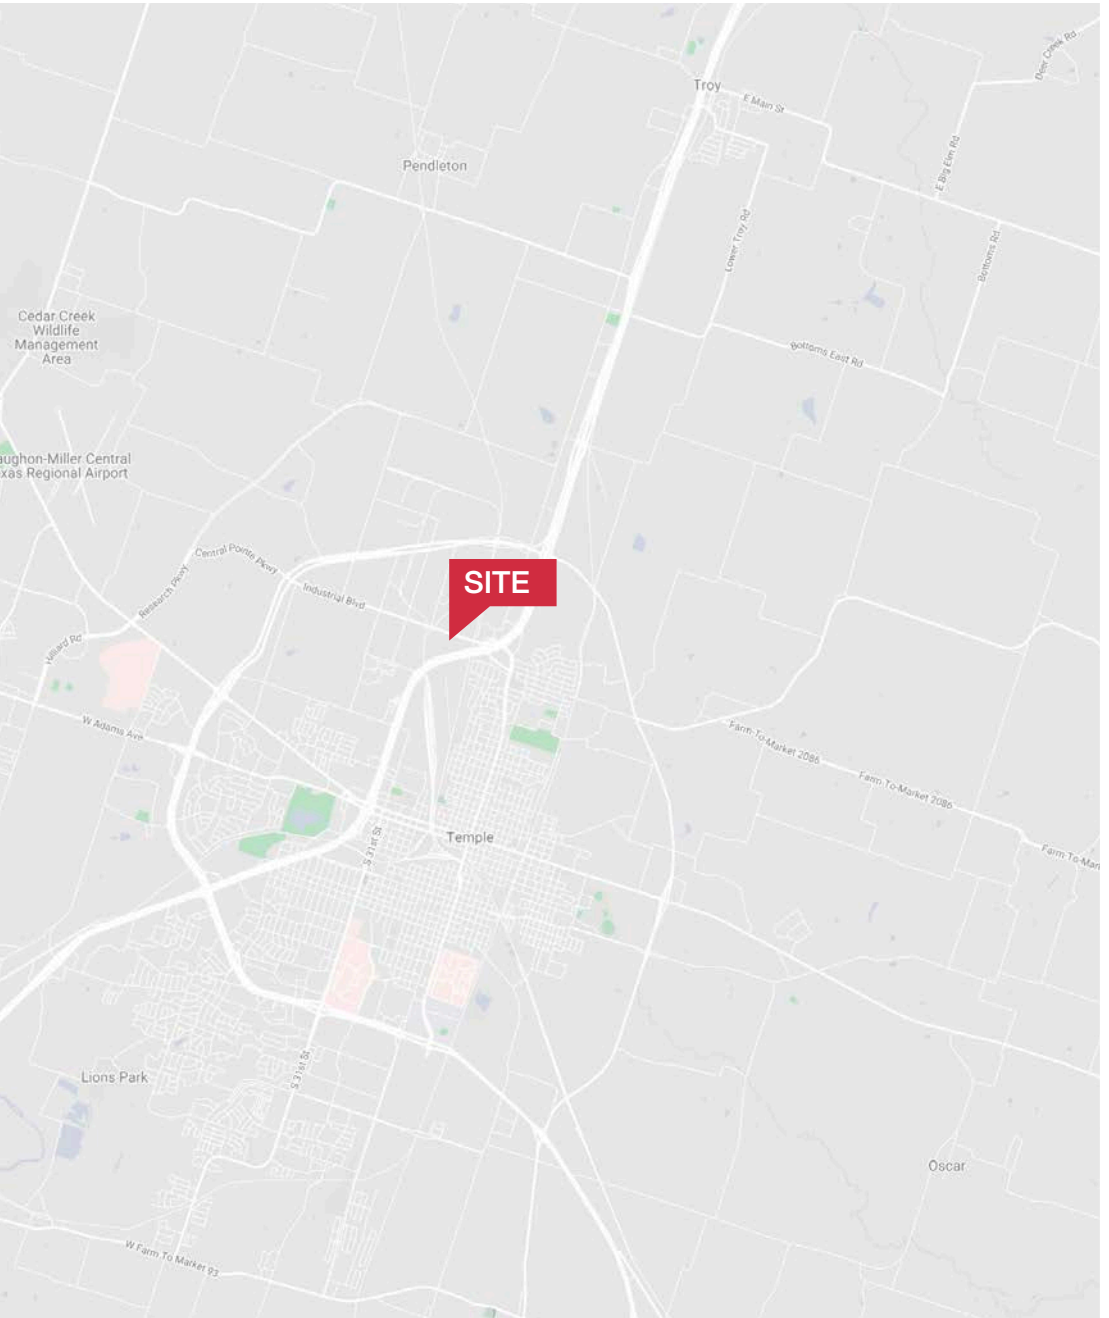 Troy
E Main St
Deer Creek Rd
Pendleton
E Big Elm Rd
Lower Troy Rd
Bottoms Rd
Cedar Creek
Wildlife
Management
Area
Bottoms East Rd
aughon-Miller Central
xas Regional Airport
Central Pointe Pkwy
SITE
Research Pkwy
Industrial Blvd
Hilliard Rd
W Adams Ave
Farm-To-Market 2086
Farm-To-Market 2086
Farm-To-Mar
Temple
S 31st St
S 31st St
Lions Park
Oscar
W Farm To Market 93